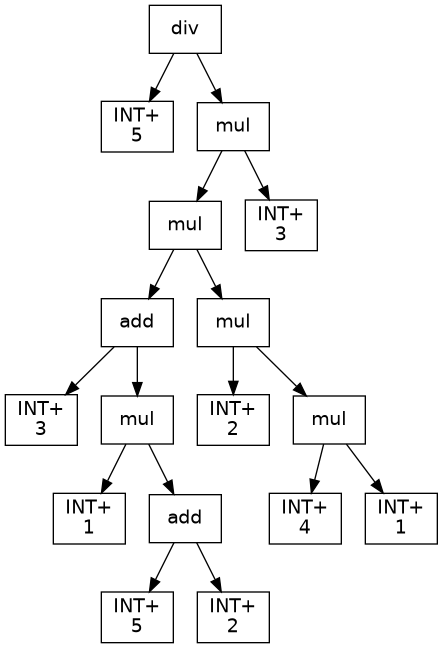 div
INT+
5
mul
mul
INT+
3
add
mul
INT+
3
mul
INT+
2
mul
INT+
1
add
INT+
4
INT+
1
INT+
5
INT+
2